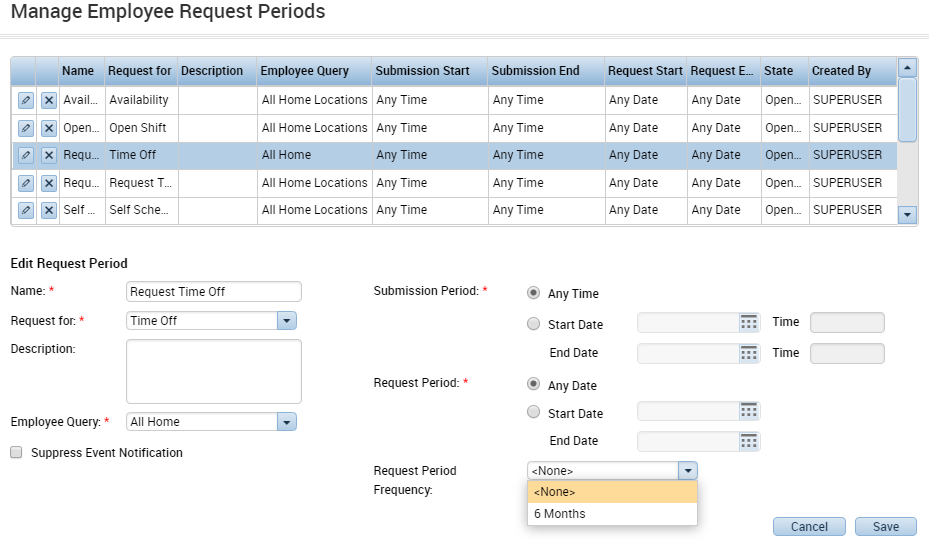 Manage Employee Request Periods
Name Request for Description Employee Query Submission Start Submission End Request Start Request E... State Created By
Avail... Availability All Home Locations Any Time Any Time Any Date Any Date Open... SUPERUSER
Open... Open Shift All Home Locations Any Time Any Time Any Date Any Date Open... SUPERUSER
Requ... Time Off All Home Any Time Any Time Any Date Any Date Open... SUPERUSER
Requ... Request T... All Home Locations Any Time Any Time Any Date Any Date Open... SUPERUSER
Self ... Self Sche... All Home Locations Any Time Any Time Any Date Any Date Open... SUPERUSER
Edit Request Period
Name: * Request Time Off
Request for: * Time Off
Description:
Employee Query: * All Home
Suppress Event Notification
Submission Period: * Any Time
Start Date Time
End Date Time
Request Period: * Any Date
Start Date
End Date
Request Period <None>
Frequency:
<None>
6 Months
Cancel Save